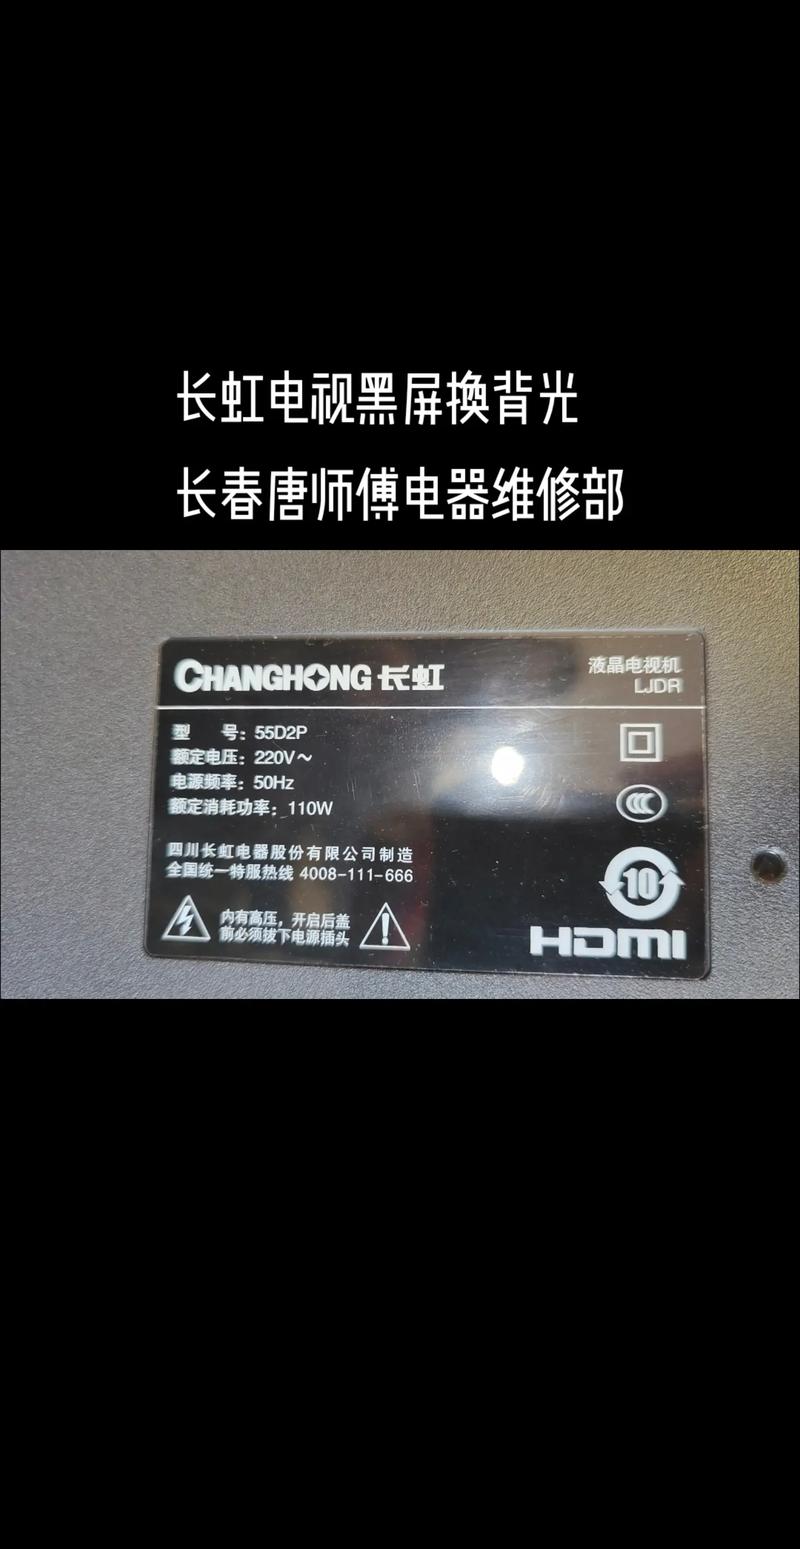 长虹电视黑屏换背光
长春唐师傅电器维修部
CHANGHONG 长虹
液晶电视机
LJDR
型 号：55D2P
额定电压：220V～
电源频率：50Hz
额定消耗功率：110W
四川长虹电器股份有限公司制造
全国统一特服热线 4008-111-666
内有高压，开启后盖
前必须拔下电源插头
10
HDMI